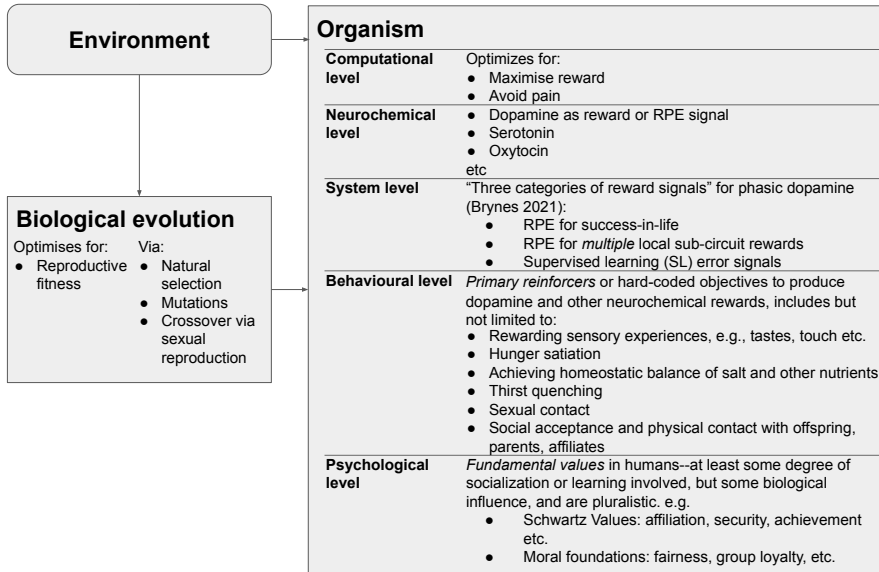 Environment
Organism
Computational level
Optimizes for:
● Maximise reward
● Avoid pain
Neurochemical level
● Dopamine as reward or RPE signal
● Serotonin
● Oxytocin
etc
System level
“Three categories of reward signals” for phasic dopamine
(Brynes 2021):
● RPE for success-in-life
● RPE for multiple local sub-circuit rewards
● Supervised learning (SL) error signals
Behavioural level
Primary reinforcers or hard-coded objectives to produce
dopamine and other neurochemical rewards, includes but
not limited to:
● Rewarding sensory experiences, e.g., tastes, touch etc.
● Hunger satiation
● Achieving homeostatic balance of salt and other nutrients
● Thirst quenching
● Sexual contact
● Social acceptance and physical contact with offspring,
parents, affiliates
Psychological
level
Fundamental values in humans--at least some degree of
socialization or learning involved, but some biological
influence, and are pluralistic. e.g.
● Schwartz Values: affiliation, security, achievement
etc.
● Moral foundations: fairness, group loyalty, etc.
Biological evolution
Optimises for:
● Reproductive
fitness
Via:
● Natural
selection
● Mutations
● Crossover via
sexual
reproduction